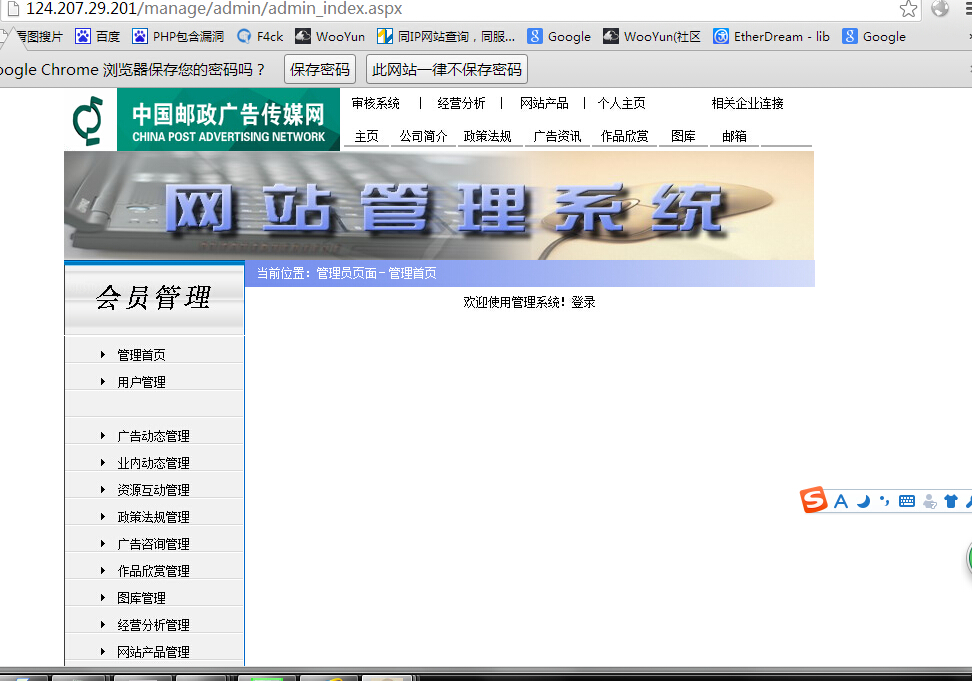 124.207.29.201/manage/admin/admin_index.aspx
看图搜片 百度 PHP包含漏洞 F4ck WooYun 同IP网站查询，同服... Google WooYun(社区 EtherDream - lib Google
oogle Chrome 浏览器保存您的密码吗？ 保存密码 此网站一律不保存密码
中国邮政广告传媒网
CHINA POST ADVERTISING NETWORK
审核系统 | 经营分析 | 网站产品 | 个人主页 相关企业连接
主页 公司简介 政策法规 广告资讯 作品欣赏 图库 邮箱
网站管理系统
当前位置：管理员页面－管理首页
会员管理
欢迎使用管理系统！登录
管理首页
用户管理
广告动态管理
业内动态管理
资源互动管理
政策法规管理
广告咨询管理
作品欣赏管理
图库管理
经营分析管理
网站产品管理
S A